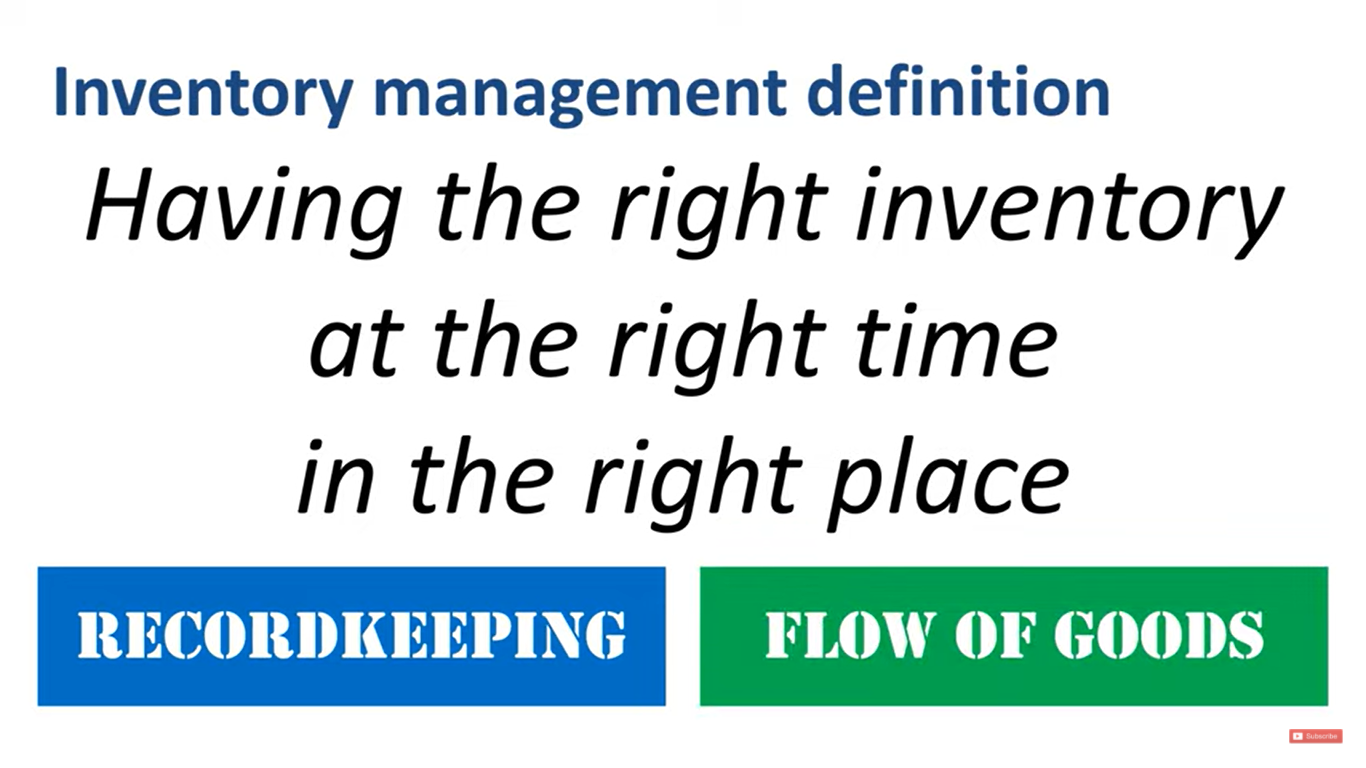 Inventory management definition
Having the right inventory
at the right time
in the right place
RECORDKEEPING
FLOW OF GOODS
Subscribe